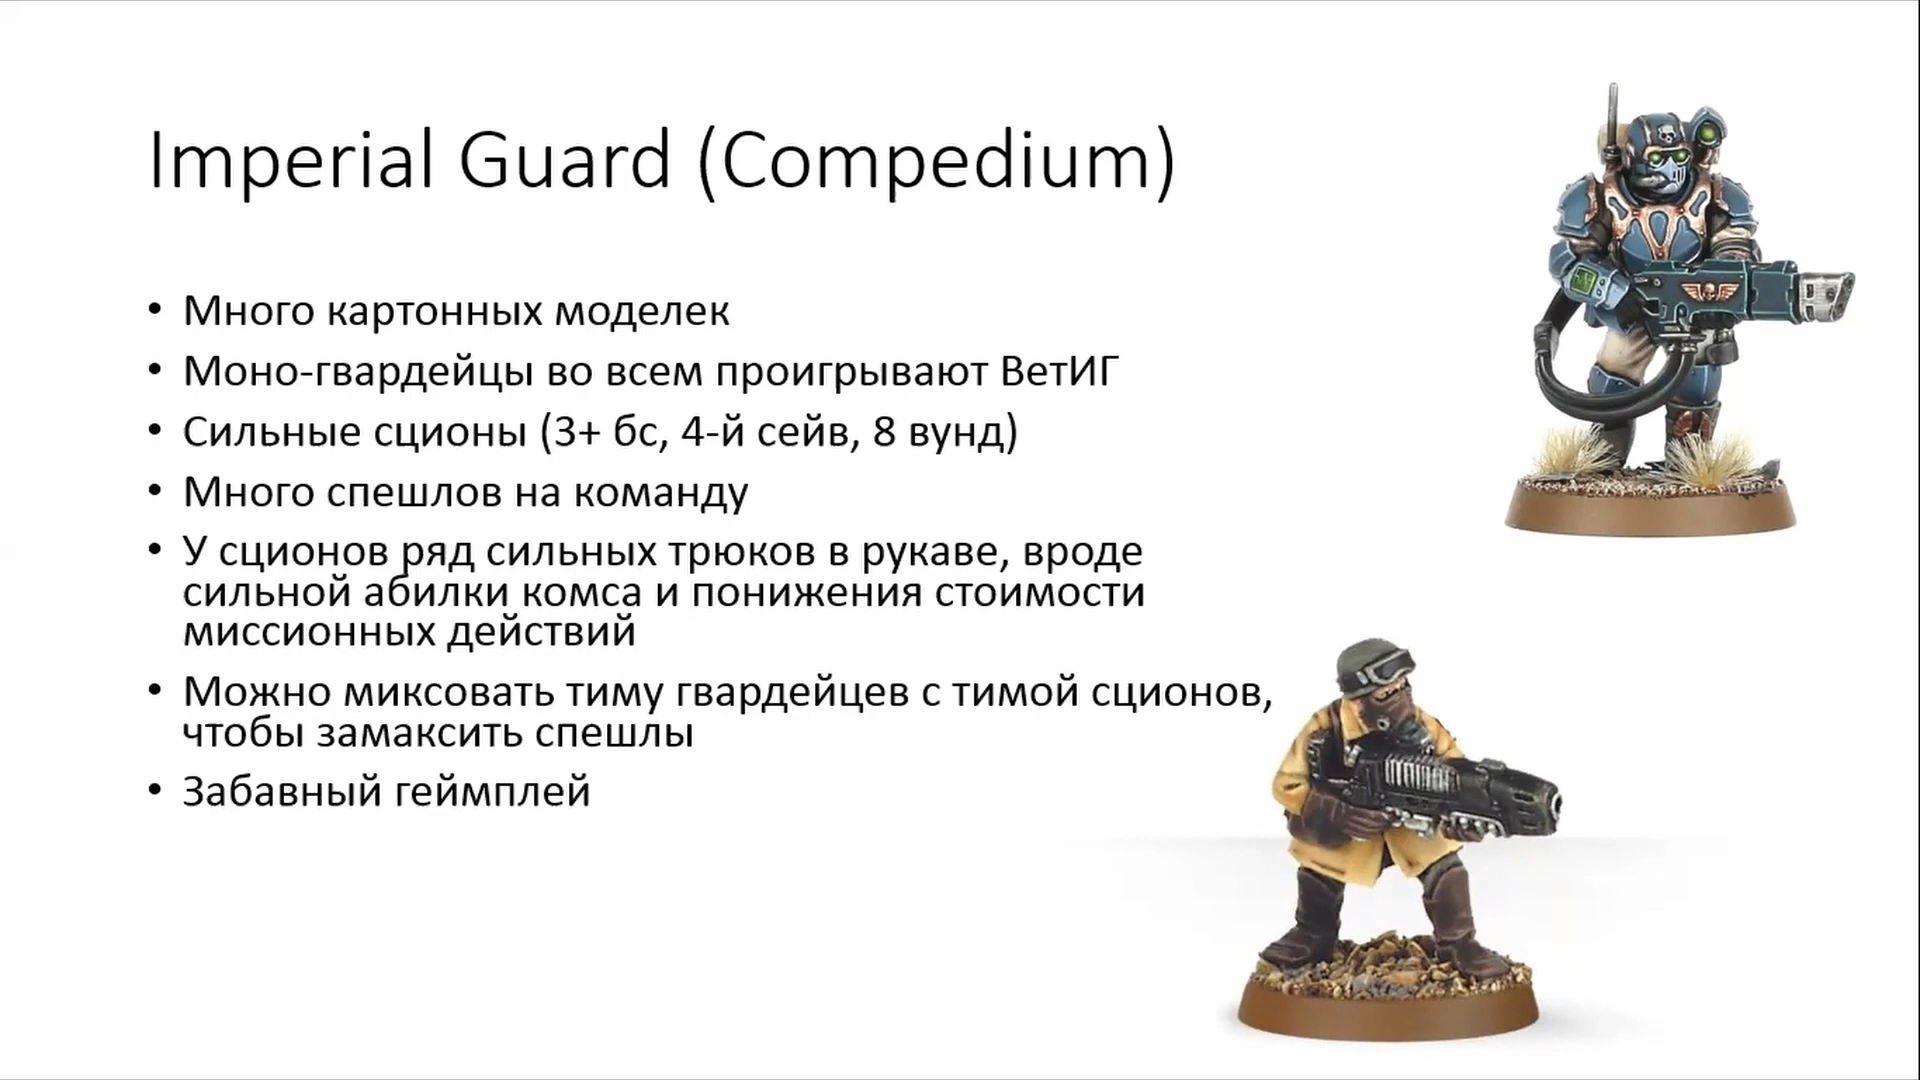 Imperial Guard (Compedium)
• Много картонных моделек
• Моно-гвардейцы во всем проигрывают ВетИГ
• Сильные сционы (3+ бс, 4-й сейв, 8 вунд)
• Много спешлов на команду
• У сционов ряд сильных трюков в рукаве, вроде
сильной абилки комса и понижения стоимости
миссионных действий
• Можно миксовать тиму гвардейцев с тимой сционов,
чтобы замаксить спешлы
• Забавный геймплей